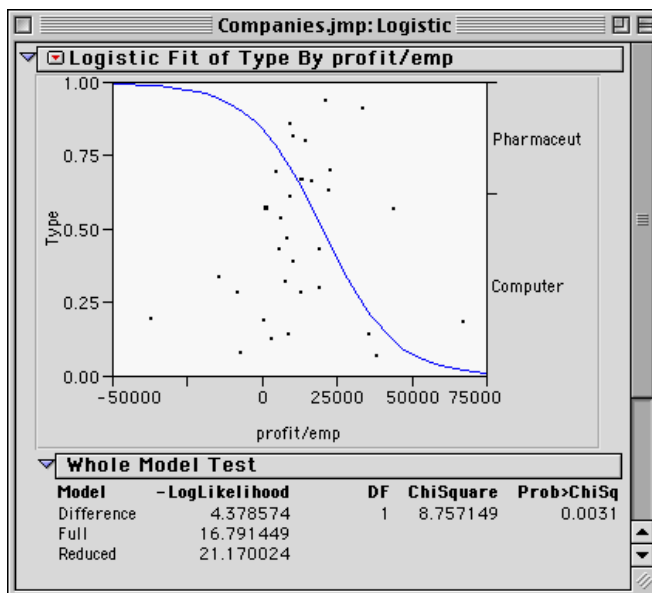 Companies.jmp: Logistic
Logistic Fit of Type By profit/emp
1.00
0.75
0.50
0.25
0.00
Type
Pharmaceut
Computer
-50000 0 25000 50000 75000
profit/emp
Whole Model Test
Model -LogLikelihood DF ChiSquare Prob>ChiSq
Difference 4.378574 1 8.757149 0.0031
Full 16.791449
Reduced 21.170024